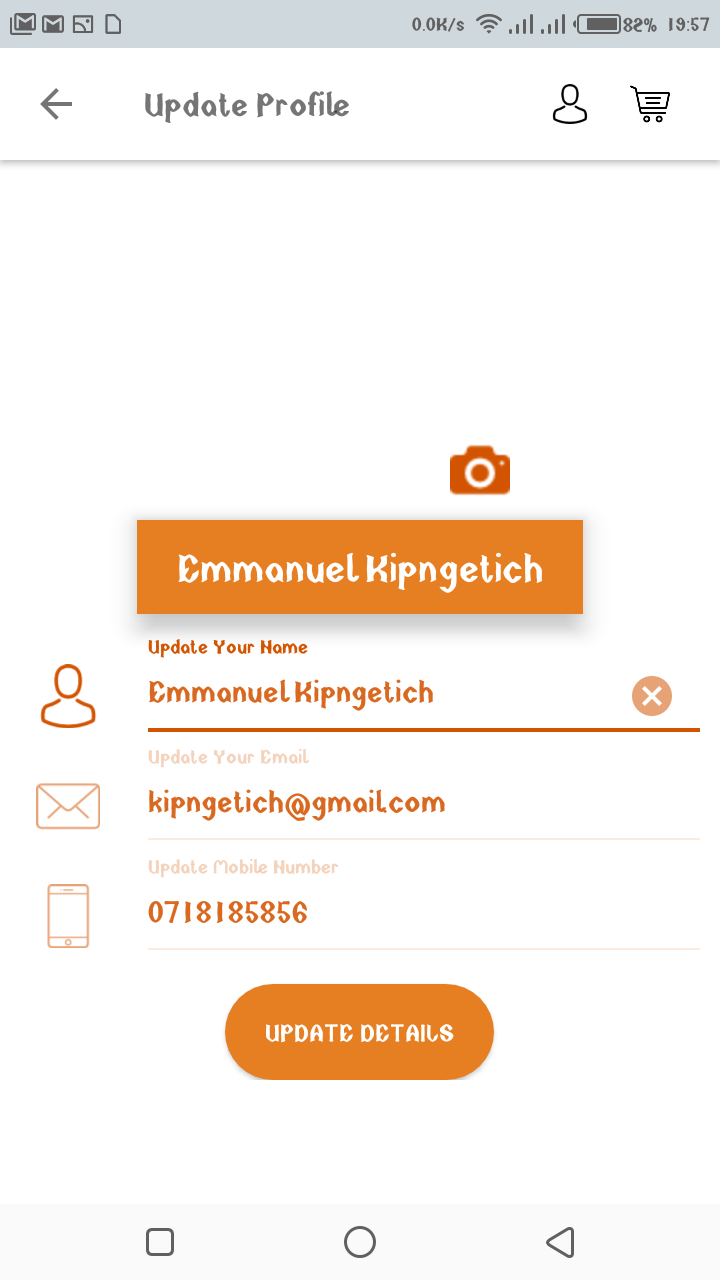 0.0K/s 82% 19:57
Update Profile
Emmanuel Kipngetich
Update Your Name
Emmanuel Kipngetich
Update Your Email
kipngetich@gmail.com
Update Mobile Number
0718185856
UPDATE DETAILS